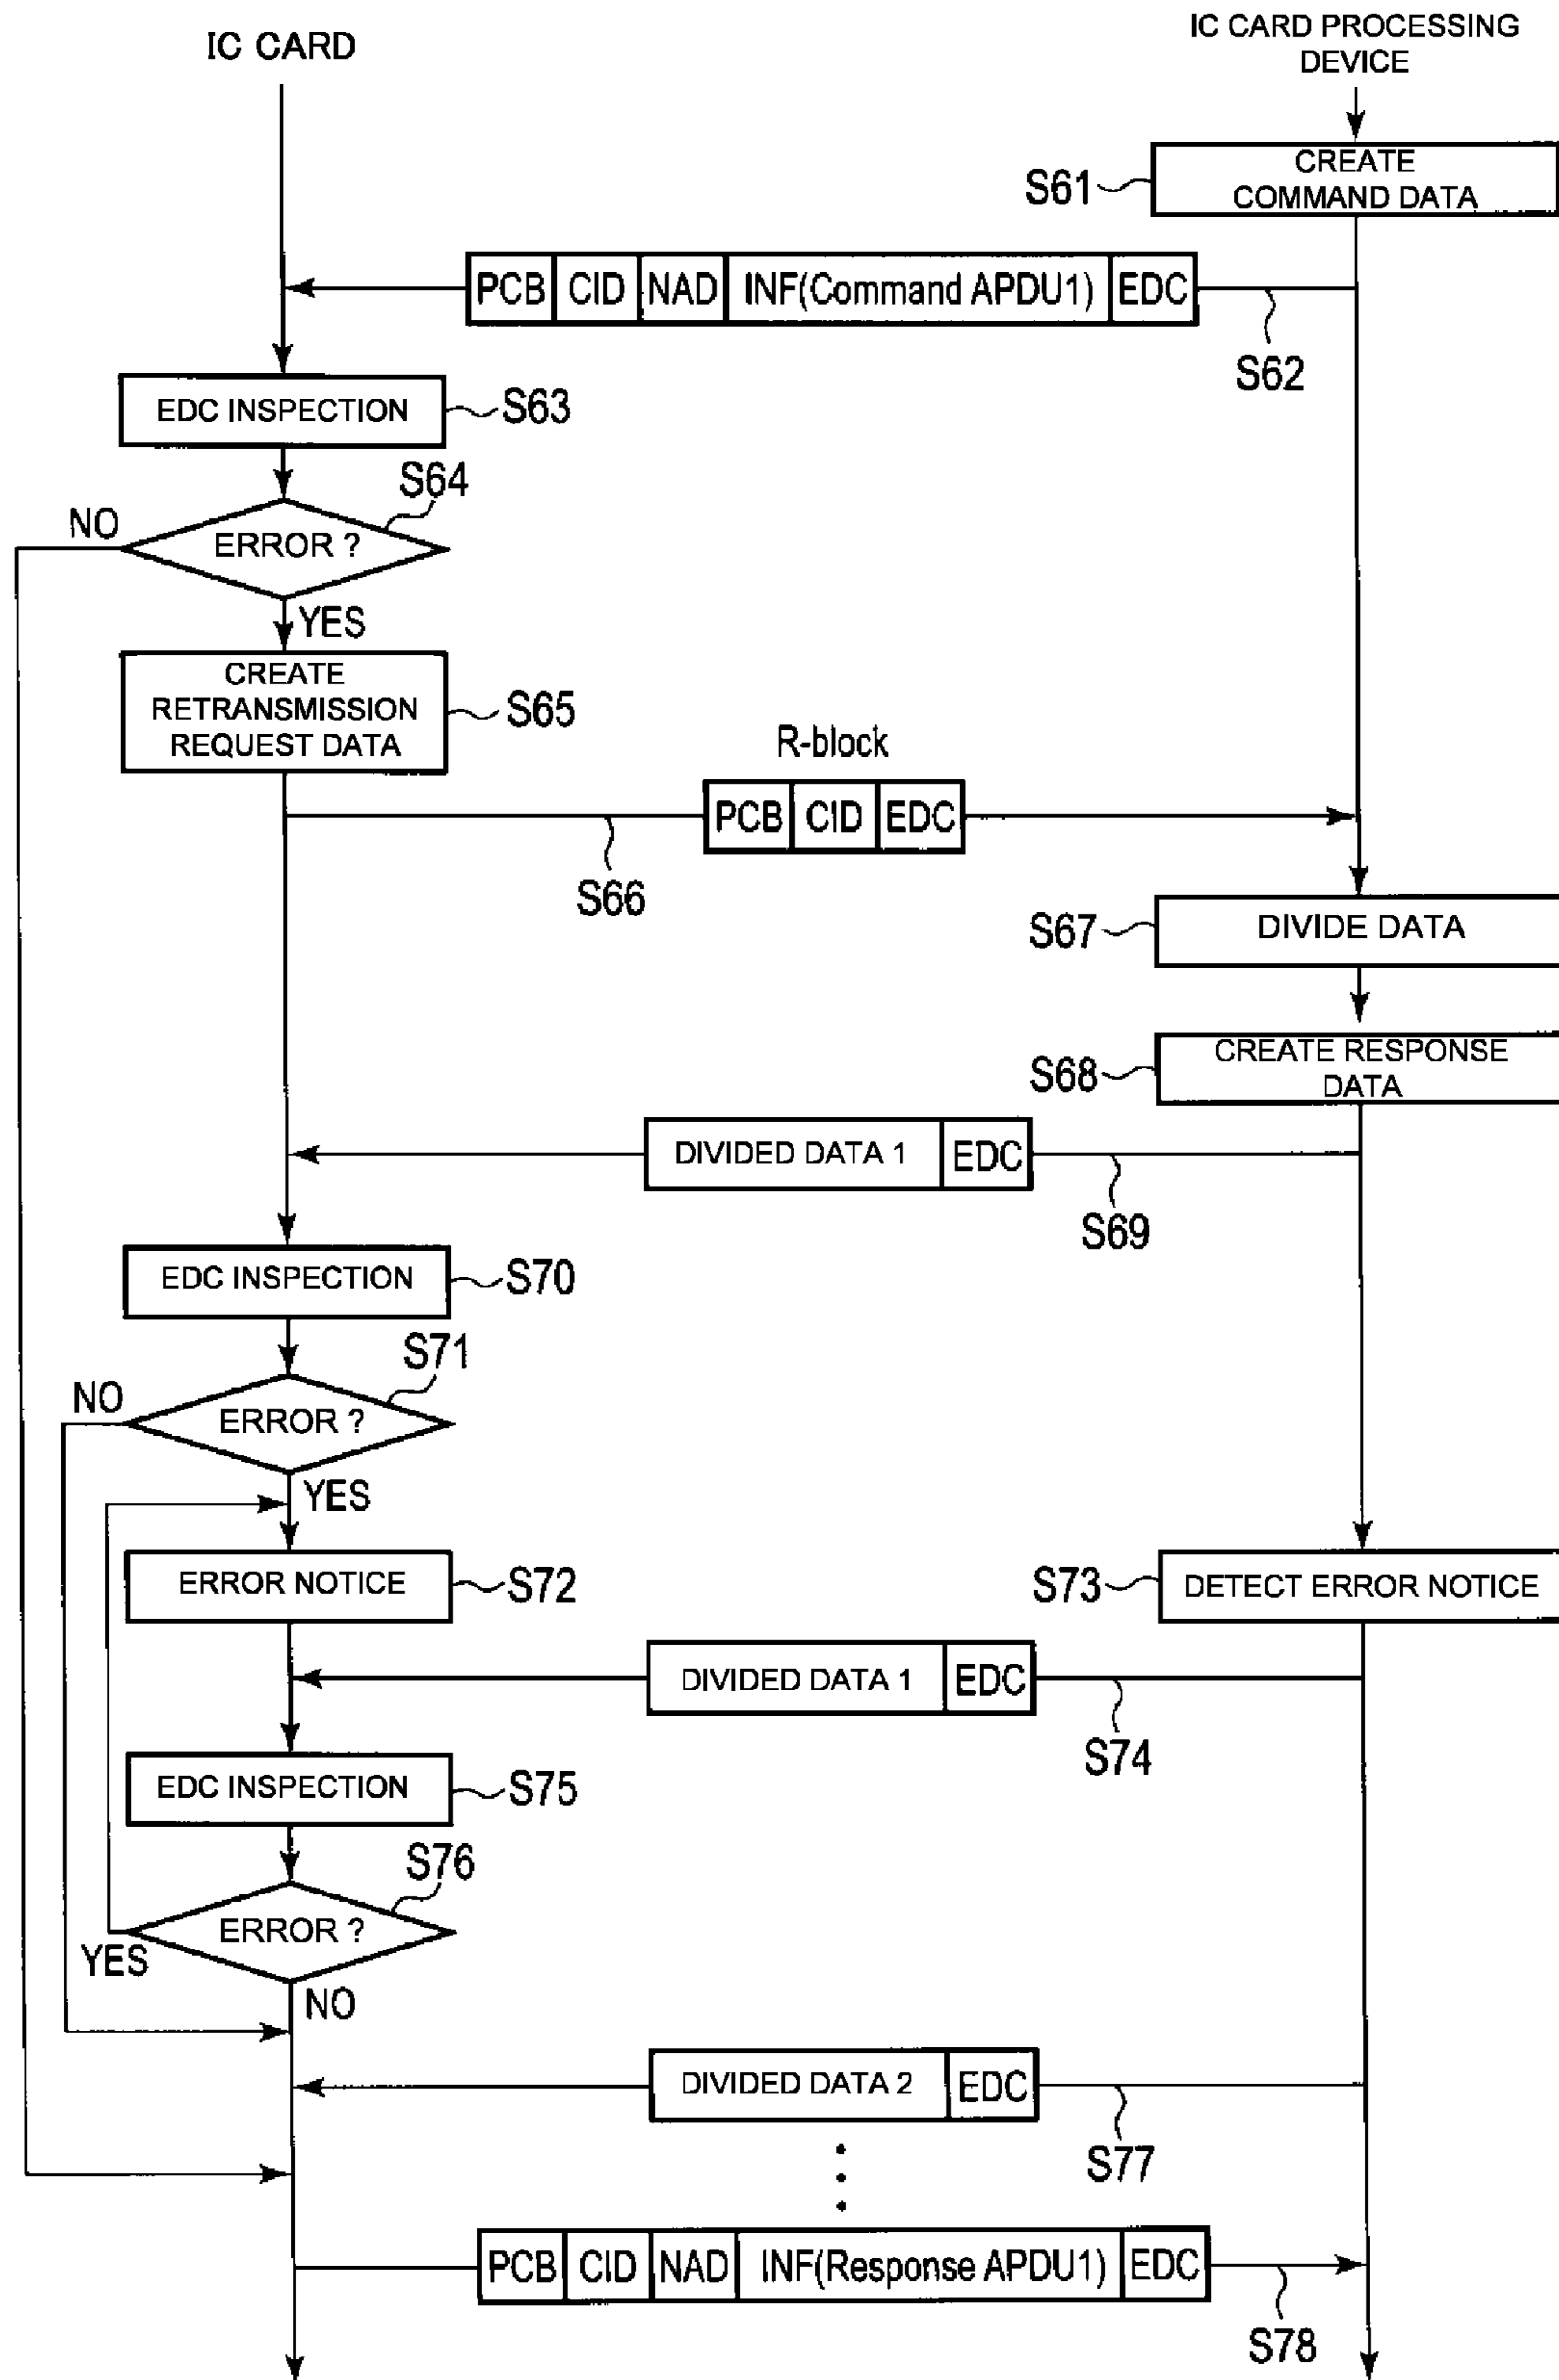 IC CARD
IC CARD PROCESSING
DEVICE
CREATE
COMMAND DATA
S61
PCB CID NAD INF(Command APDU1) EDC
S62
EDC INSPECTION
S63
S64
NO
ERROR ?
YES
CREATE
RETRANSMISSION
REQUEST DATA
S65
R-block
PCB CID EDC
S66
S67
DIVIDE DATA
S68
CREATE RESPONSE
DATA
DIVIDED DATA 1 EDC
S69
EDC INSPECTION
S70
S71
NO
ERROR ?
YES
ERROR NOTICE
S72
S73
DETECT ERROR NOTICE
DIVIDED DATA 1 EDC
S74
EDC INSPECTION
S75
S76
ERROR ?
YES
NO
DIVIDED DATA 2 EDC
S77
PCB CID NAD INF(Response APDU1) EDC
S78